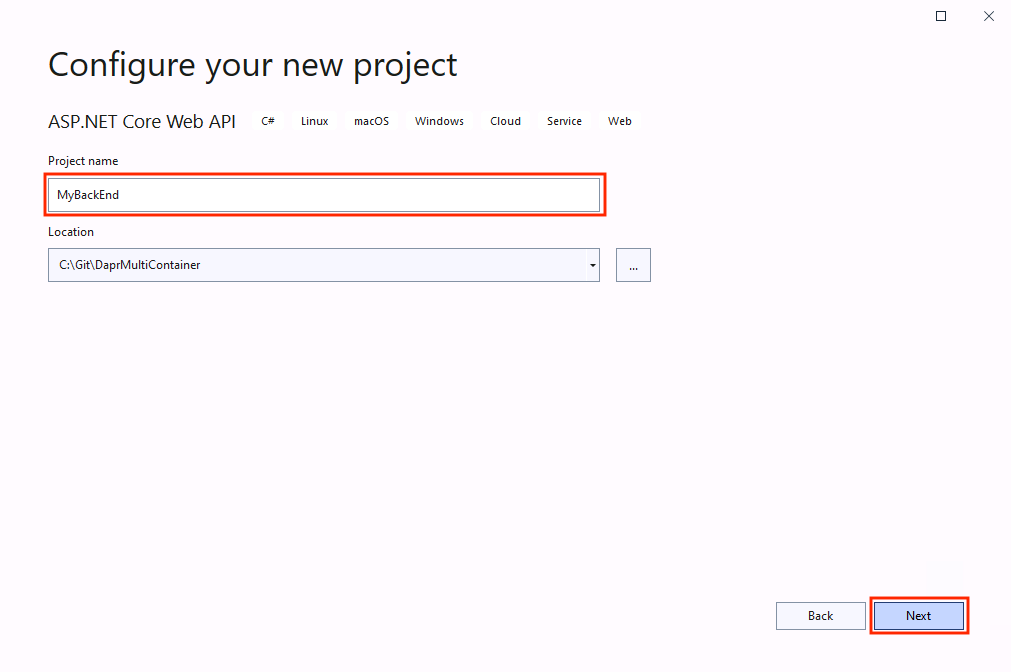 Configure your new project
ASP.NET Core Web API C# Linux macOS Windows Cloud Service Web
Project name
MyBackEnd
Location
C:\Git\DaprMultiContainer ...
Back Next